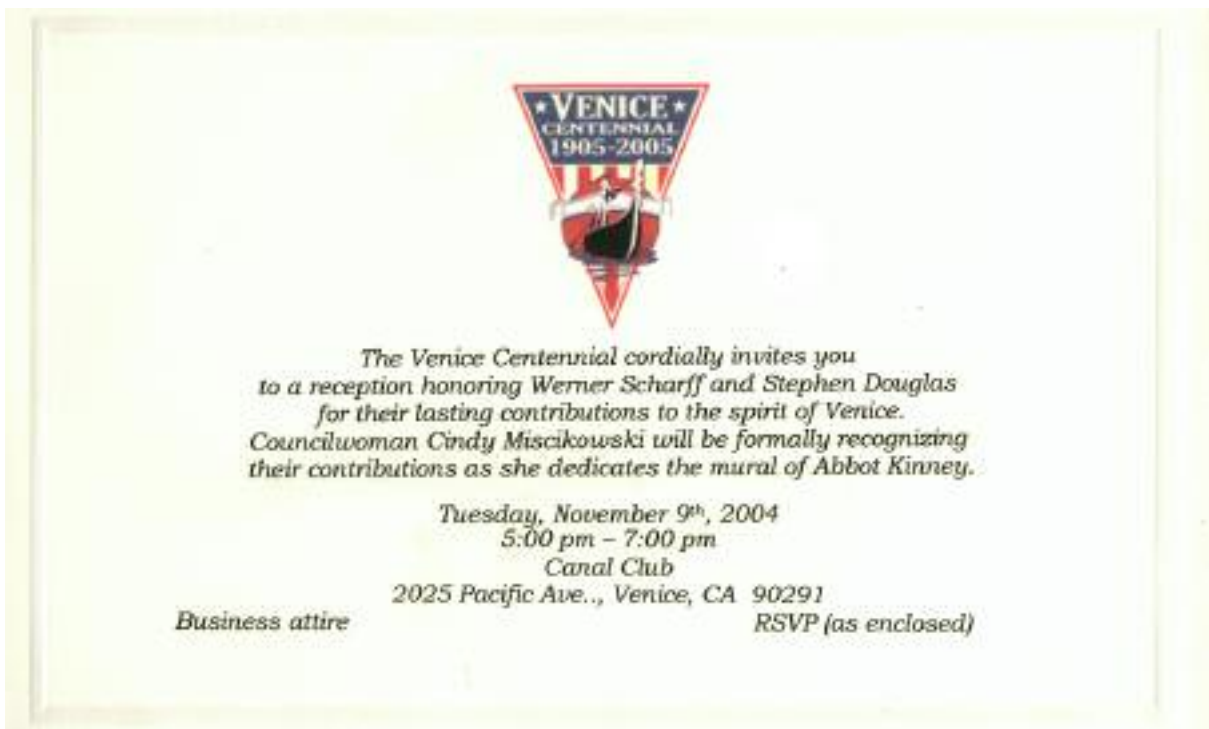 ★ VENICE ★
CENTENNIAL
1905-2005
The Venice Centennial cordially invites you
to a reception honoring Werner Scharff and Stephen Douglas
for their lasting contributions to the spirit of Venice.
Councilwoman Cindy Miscikowski will be formally recognizing
their contributions as she dedicates the mural of Abbot Kinney.
Tuesday, November 9th, 2004
5:00 pm – 7:00 pm
Canal Club
2025 Pacific Ave.., Venice, CA 90291
Business attire
RSVP (as enclosed)